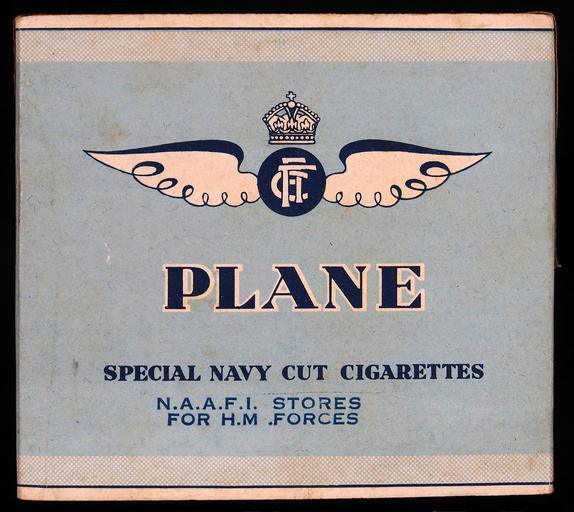 PLANE
SPECIAL NAVY CUT CIGARETTES
N.A.A.F.I. STORES
FOR H.M .FORCES